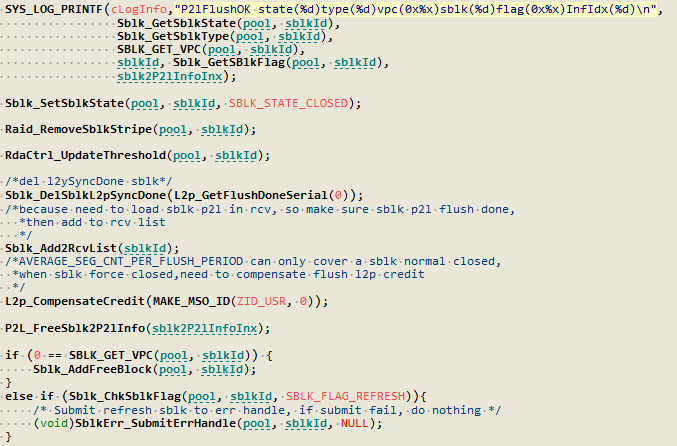 SYS_LOG_PRINTF(cLogInfo,"P2lFlushOK state(%d)type(%d)vpc(0x%x)sblk(%d)flag(0x%x)InfIdx(%d)\n",
Sblk_GetSblkState(pool, sblkId),
Sblk_GetSblkType(pool, sblkId),
SBLK_GET_VPC(pool, sblkId),
sblkId, Sblk_GetSBlkFlag(pool, sblkId),
sblk2P2lInfoInx);
Sblk_SetSblkState(pool, sblkId, SBLK_STATE_CLOSED);
Raid_RemoveSblkStripe(pool, sblkId);
RdaCtrl_UpdateThreshold(pool, sblkId);
/*del l2ySyncDone sblk*/
Sblk_DelSblkL2pSyncDone(L2p_GetFlushDoneSerial(0));
/*because need to load sblk p2l in rcv, so make sure sblk p2l flush done,
*then add to rcv list
*/
Sblk_Add2RcvList(sblkId);
/*AVERAGE_SEG_CNT_PER_FLUSH_PERIOD can only cover a sblk normal closed,
*when sblk force closed,need to compensate flush l2p credit
*/
L2p_CompensateCredit(MAKE_MSO_ID(ZID_USR, 0));
P2L_FreeSblk2P2lInfo(sblk2P2lInfoInx);
if (0 == SBLK_GET_VPC(pool, sblkId)) {
Sblk_AddFreeBlock(pool, sblkId);
}
else if (Sblk_ChkSblkFlag(pool, sblkId, SBLK_FLAG_REFRESH)){
/* Submit refresh sblk to err handle, if submit fail, do nothing */
(void)SblkErr_SubmitErrHandle(pool, sblkId, NULL);
}